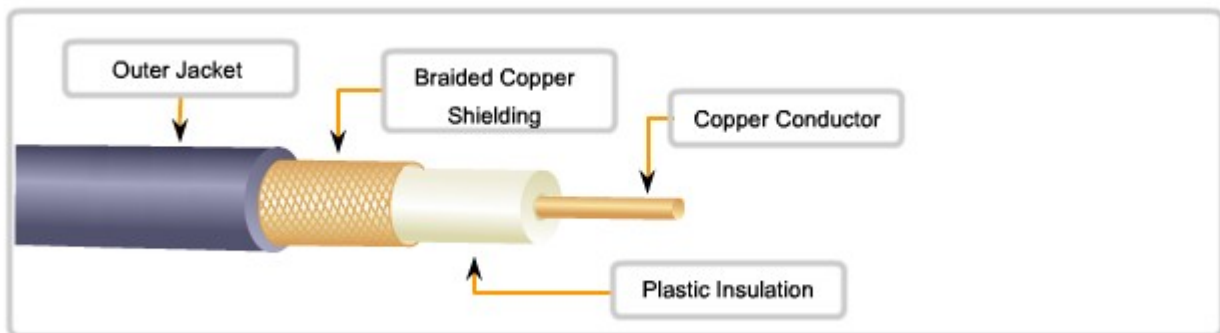 Outer Jacket
Braided Copper
Shielding
Copper Conductor
Plastic Insulation